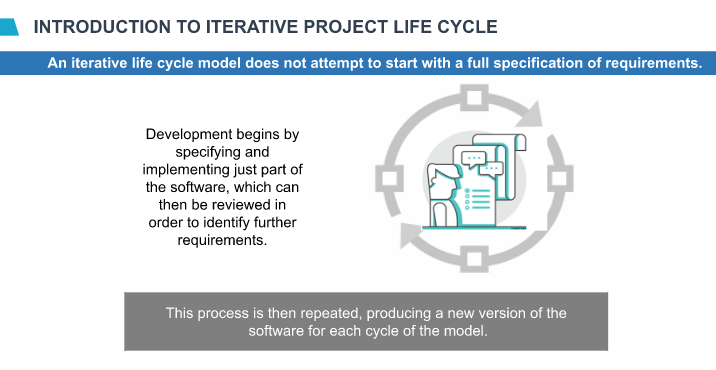 INTRODUCTION TO ITERATIVE PROJECT LIFE CYCLE
An iterative life cycle model does not attempt to start with a full specification of requirements.
Development begins by
specifying and
implementing just part of
the software, which can
then be reviewed in
order to identify further
requirements.
This process is then repeated, producing a new version of the
software for each cycle of the model.